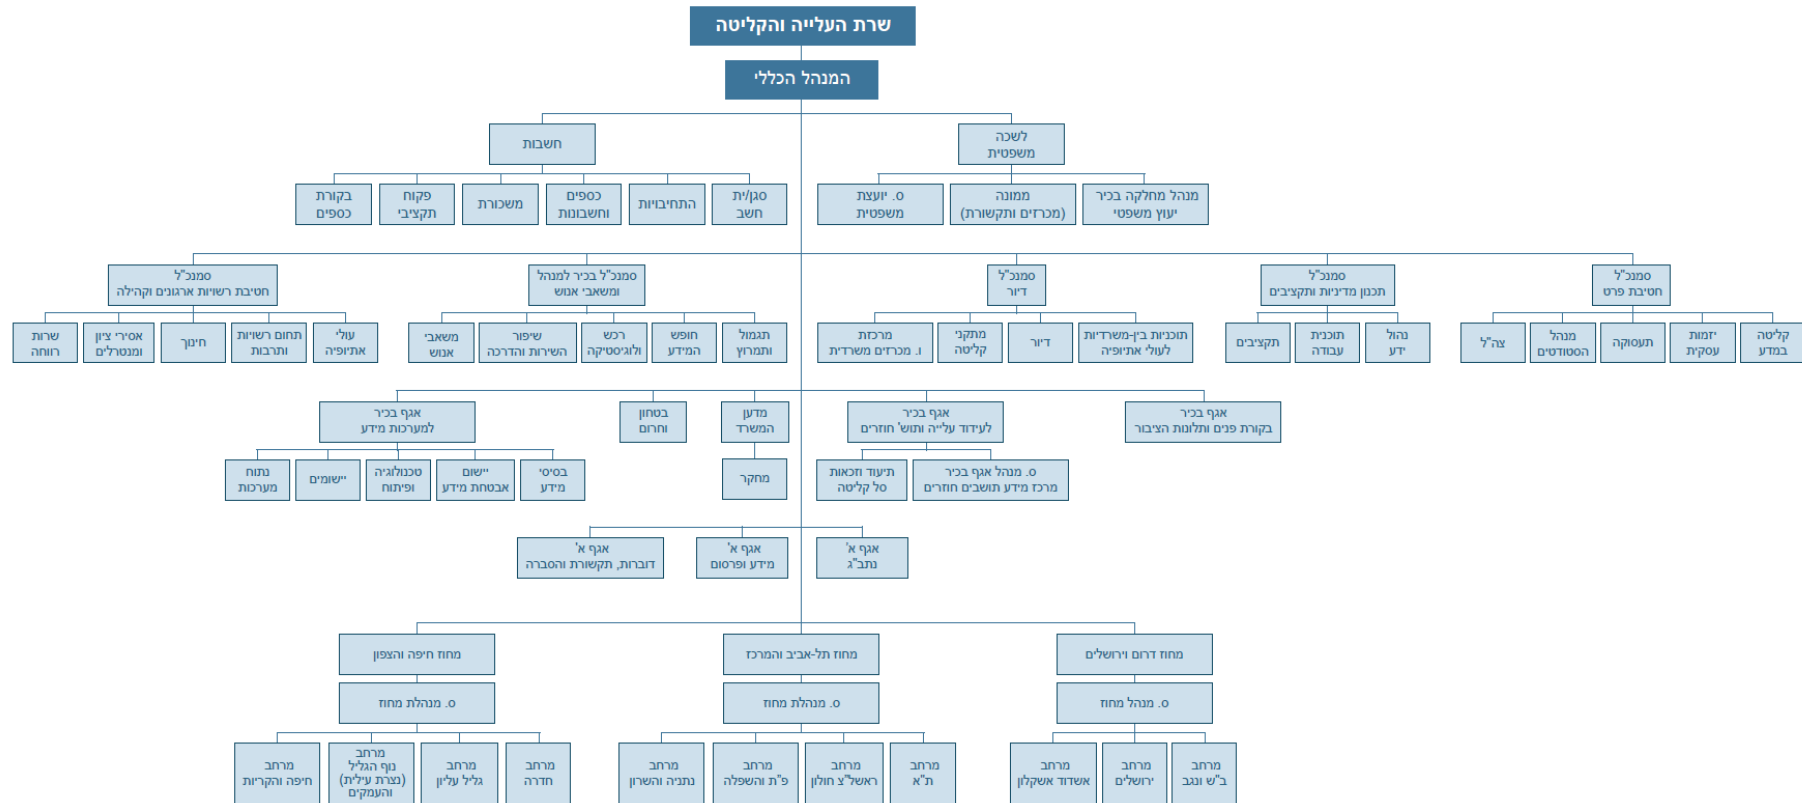 שרת העלייה והקליטה
המנהל הכללי
לשכה
משפטית
חשבות
מנהל מחלקה בכיר
יעוץ משפטי
ממונה
(מכרזים ותקשורת)
ס. יועצת
משפטית
סגן/ית
חשב
התחיבויות
כספים
וחשבונות
משכורת
פקוח
תקציבי
בקורת
כספים
סמנכ"ל
חטיבת פרט
סמנכ"ל
תכנון מדיניות ותקציבים
סמנכ"ל
דיור
סמנכ"ל בכיר למנהל
ומשאבי אנוש
סמנכ"ל
חטיבת רשויות ארגונים וקהילה
קליטה
במדע
יזמות
עסקית
תעסוקה
מנהל
הסטודטים
צה"ל
נהול
ידע
תוכנית
עבודה
תקציבים
תוכניות בין-משרדיות
לעולי אתיופיה
דיור
מתקני
קליטה
מרכזת
ו. מכרזים משרדית
תגמול
ותמרוץ
חופש
המידע
רכש
ולוגיסטיקה
שיפור
השירות והדרכה
משאבי
אנוש
עולי
אתיופיה
תחום רשויות
ותרבות
חינוך
אסירי ציון
ומנטרלים
שרות
רווחה
אגף בכיר
בקורת פנים ותלונות הציבור
אגף בכיר
לעידוד עלייה ותוש' חוזרים
מדען
המשרד
בטחון
וחרום
אגף בכיר
למערכות מידע
ס. מנהל אגף בכיר
מרכז מידע תושבים חוזרים
תיעוד וזכאות
סל קליטה
מחקר
בסיסי
מידע
יישום
אבטחת מידע
טכנולוגיה
ופיתוח
יישומים
נתוח
מערכות
אגף א'
נתב"ג
אגף א'
מידע ופרסום
אגף א'
דוברות, תקשורת והסברה
מחוז דרום וירושלים
מחוז תל-אביב והמרכז
מחוז חיפה והצפון
ס. מנהל מחוז
ס. מנהלת מחוז
ס. מנהלת מחוז
מרחב
ב"ש ונגב
מרחב
ירושלים
מרחב
אשדוד אשקלון
מרחב
ת"א
מרחב
ראשל"צ חולון
מרחב
פ"ת והשפלה
מרחב
נתניה והשרון
מרחב
חדרה
מרחב
גליל עליון
מרחב
נוף הגליל
(נצרת עילית)
והעמקים
מרחב
חיפה והקריות